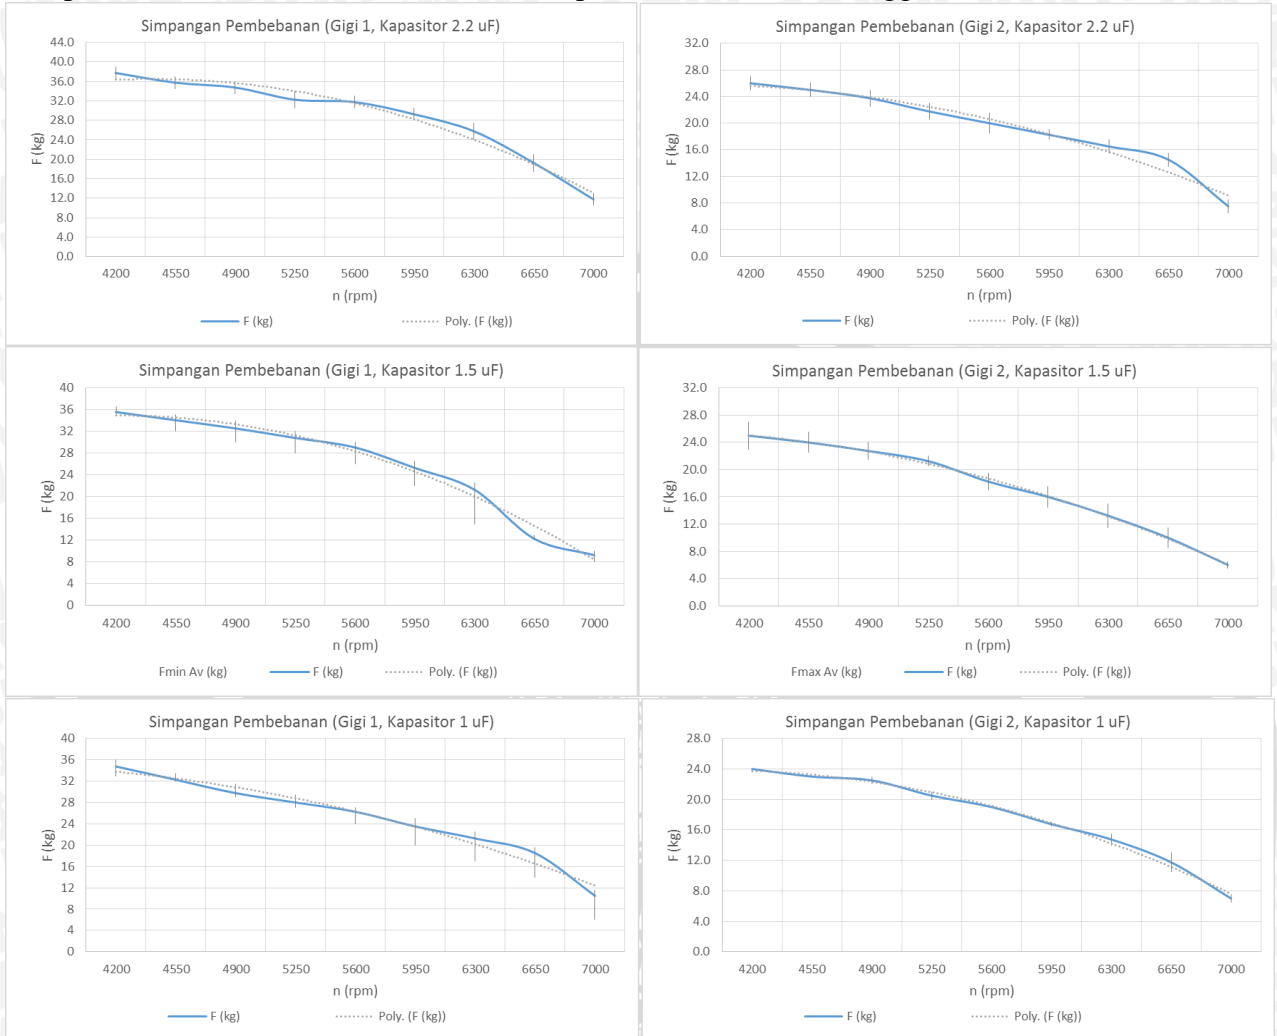 Simpangan Pembebanan (Gigi 1, Kapasitor 2.2 uF)
44.0
40.0
36.0
32.0
28.0
24.0
20.0
16.0
12.0
8.0
4.0
0.0
F (kg)
4200 4550 4900 5250 5600 5950 6300 6650 7000
n (rpm)
F (kg) Poly. (F (kg))
Simpangan Pembebanan (Gigi 2, Kapasitor 2.2 uF)
32.0
28.0
24.0
20.0
16.0
12.0
8.0
4.0
0.0
F (kg)
4200 4550 4900 5250 5600 5950 6300 6650 7000
n (rpm)
F (kg) Poly. (F (kg))
Simpangan Pembebanan (Gigi 1, Kapasitor 1.5 uF)
40
36
32
28
24
20
16
12
8
4
0
F (kg)
4200 4550 4900 5250 5600 5950 6300 6650 7000
n (rpm)
Fmin Av (kg) F (kg) Poly. (F (kg))
Simpangan Pembebanan (Gigi 2, Kapasitor 1.5 uF)
32.0
28.0
24.0
20.0
16.0
12.0
8.0
4.0
0.0
F (kg)
4200 4550 4900 5250 5600 5950 6300 6650 7000
n (rpm)
Fmax Av (kg) F (kg) Poly. (F (kg))
Simpangan Pembebanan (Gigi 1, Kapasitor 1 uF)
40
36
32
28
24
20
16
12
8
4
0
F (kg)
4200 4550 4900 5250 5600 5950 6300 6650 7000
n (rpm)
F (kg) Poly. (F (kg))
Simpangan Pembebanan (Gigi 2, Kapasitor 1 uF)
28.0
24.0
20.0
16.0
12.0
8.0
4.0
0.0
F (kg)
4200 4550 4900 5250 5600 5950 6300 6650 7000
n (rpm)
F (kg) Poly. (F (kg))